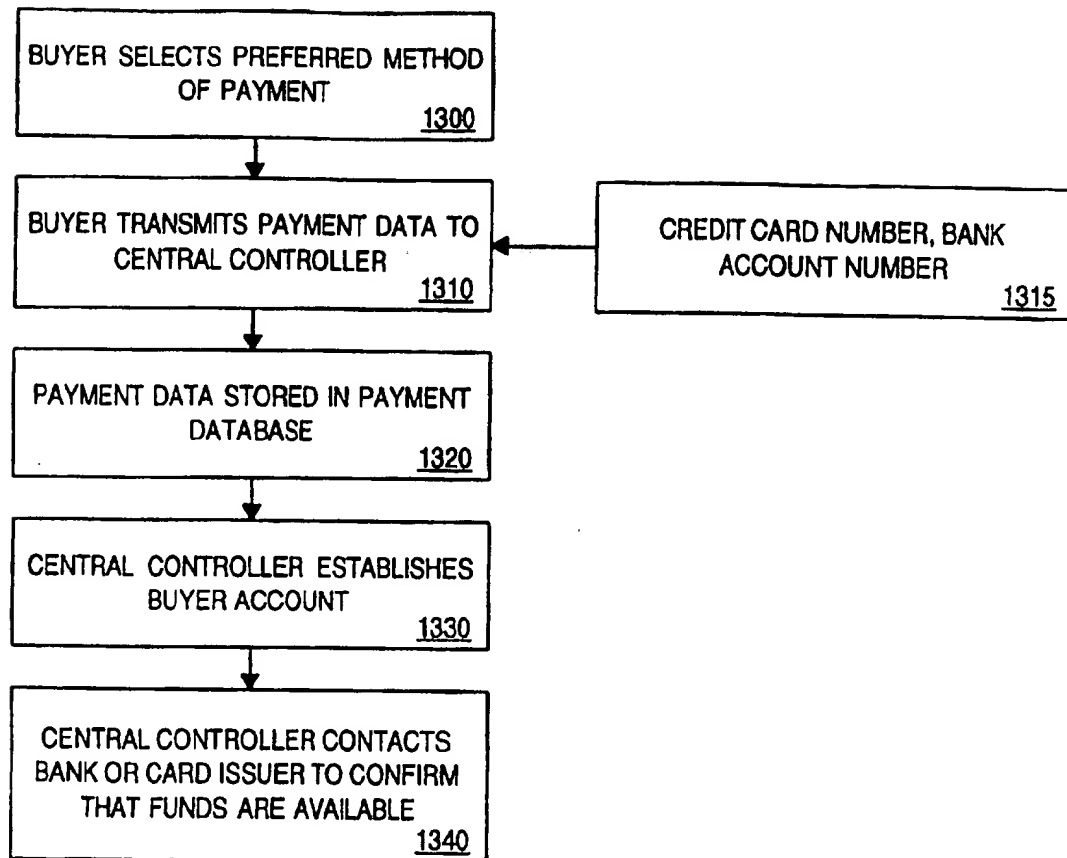 BUYER SELECTS PREFERRED METHOD
OF PAYMENT
1300
BUYER TRANSMITS PAYMENT DATA TO
CENTRAL CONTROLLER
1310
CREDIT CARD NUMBER, BANK
ACCOUNT NUMBER
1315
PAYMENT DATA STORED IN PAYMENT
DATABASE
1320
CENTRAL CONTROLLER ESTABLISHES
BUYER ACCOUNT
1330
CENTRAL CONTROLLER CONTACTS
BANK OR CARD ISSUER TO CONFIRM
THAT FUNDS ARE AVAILABLE
1340